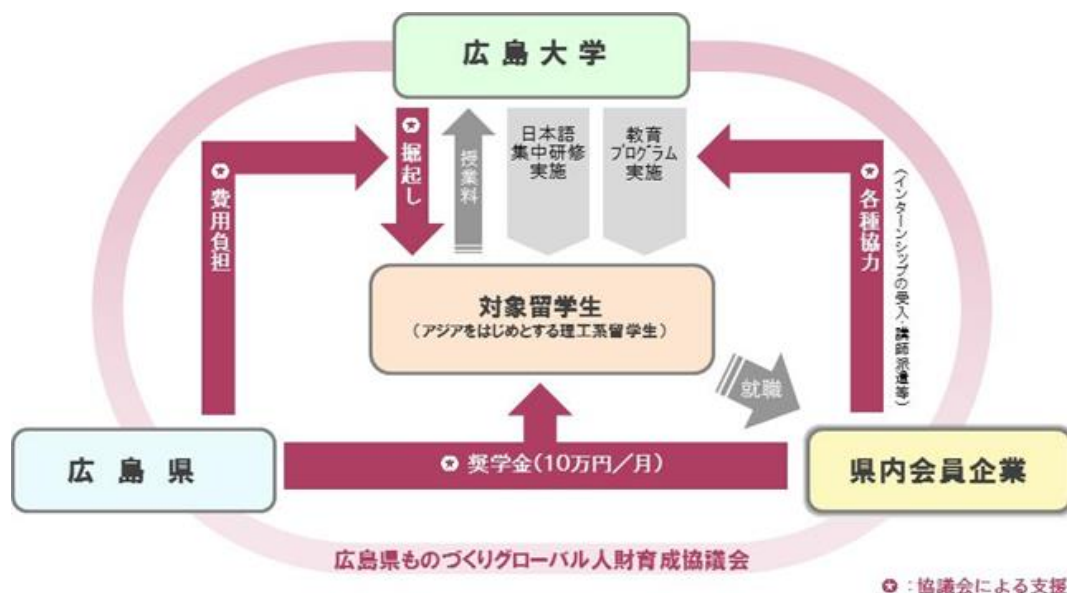 広島大学
✪掘起し
授業料
日本語
集中研修
実施
教育
プログラム
実施
✪費用負担
✪各種協力
(インターンシップの受入・講師派遣等)
対象留学生
(アジアをはじめとする理工系留学生)
就職
広島県
✪奨学金(10万円/月)
県内会員企業
広島県ものづくりグローバル人財育成協議会
✪:協議会による支援